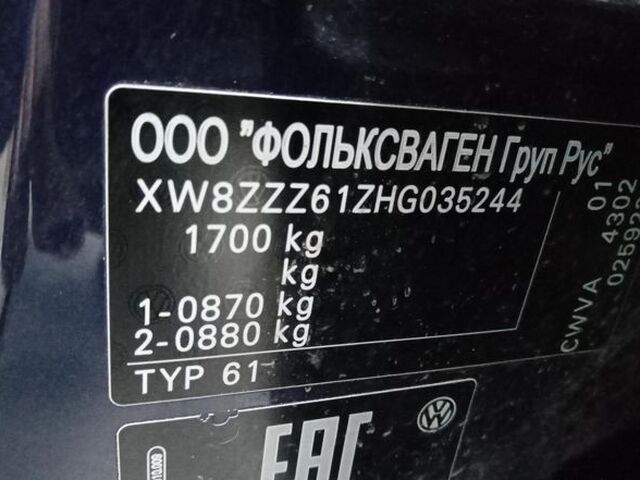 ООО "ФОЛЬКСВАГЕН Груп Рус"
XW8ZZZ61ZHG035244
1700 kg
kg
1-0870 kg
2-0880 kg
TYP 61
CWVA 4302 01
EAC